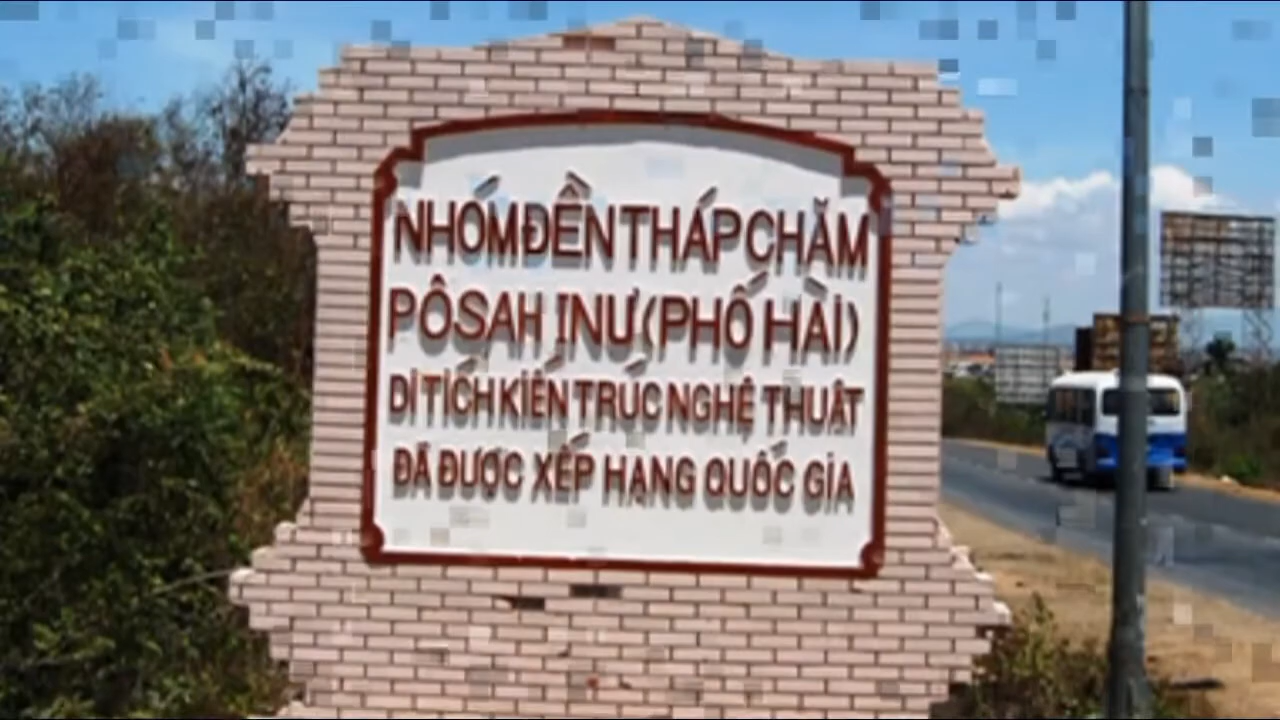 NHÓM ĐỀN THÁP CHĂM
PÔSAH INƯ (PHỐ HÀI)
DI TÍCH KIẾN TRÚC NGHỆ THUẬT
ĐÃ ĐƯỢC XẾP HẠNG QUỐC GIA